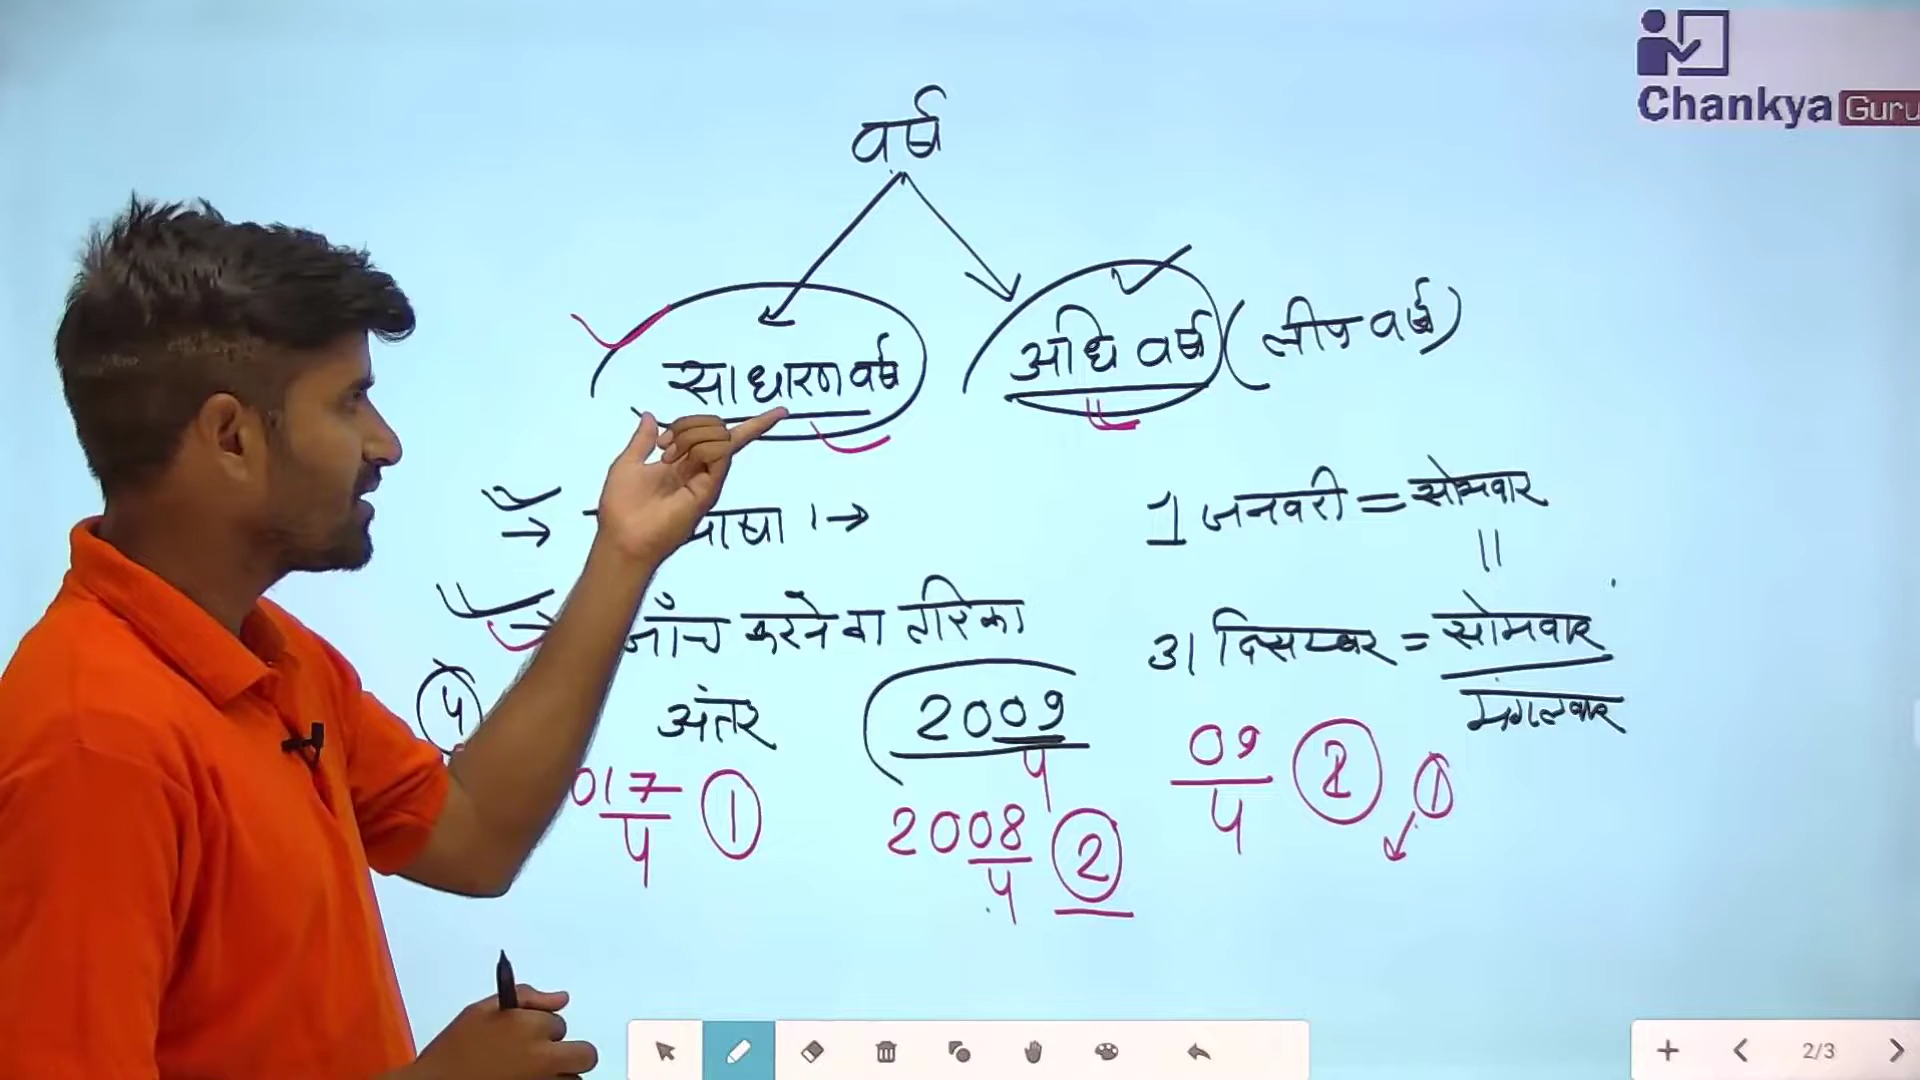 Chankya Guru
वर्ष
साधारण वर्ष
अधि वर्ष (लीप वर्ष)
→ भाषा । →
1 जनवरी = सोमवार
||
→ जाँच करने का तरिका
31 दिसम्बर = सोमवार
मंगलवार
4
अंतर
2009
4
017
4
1
2008
4
2
09
4
2
1
2/3